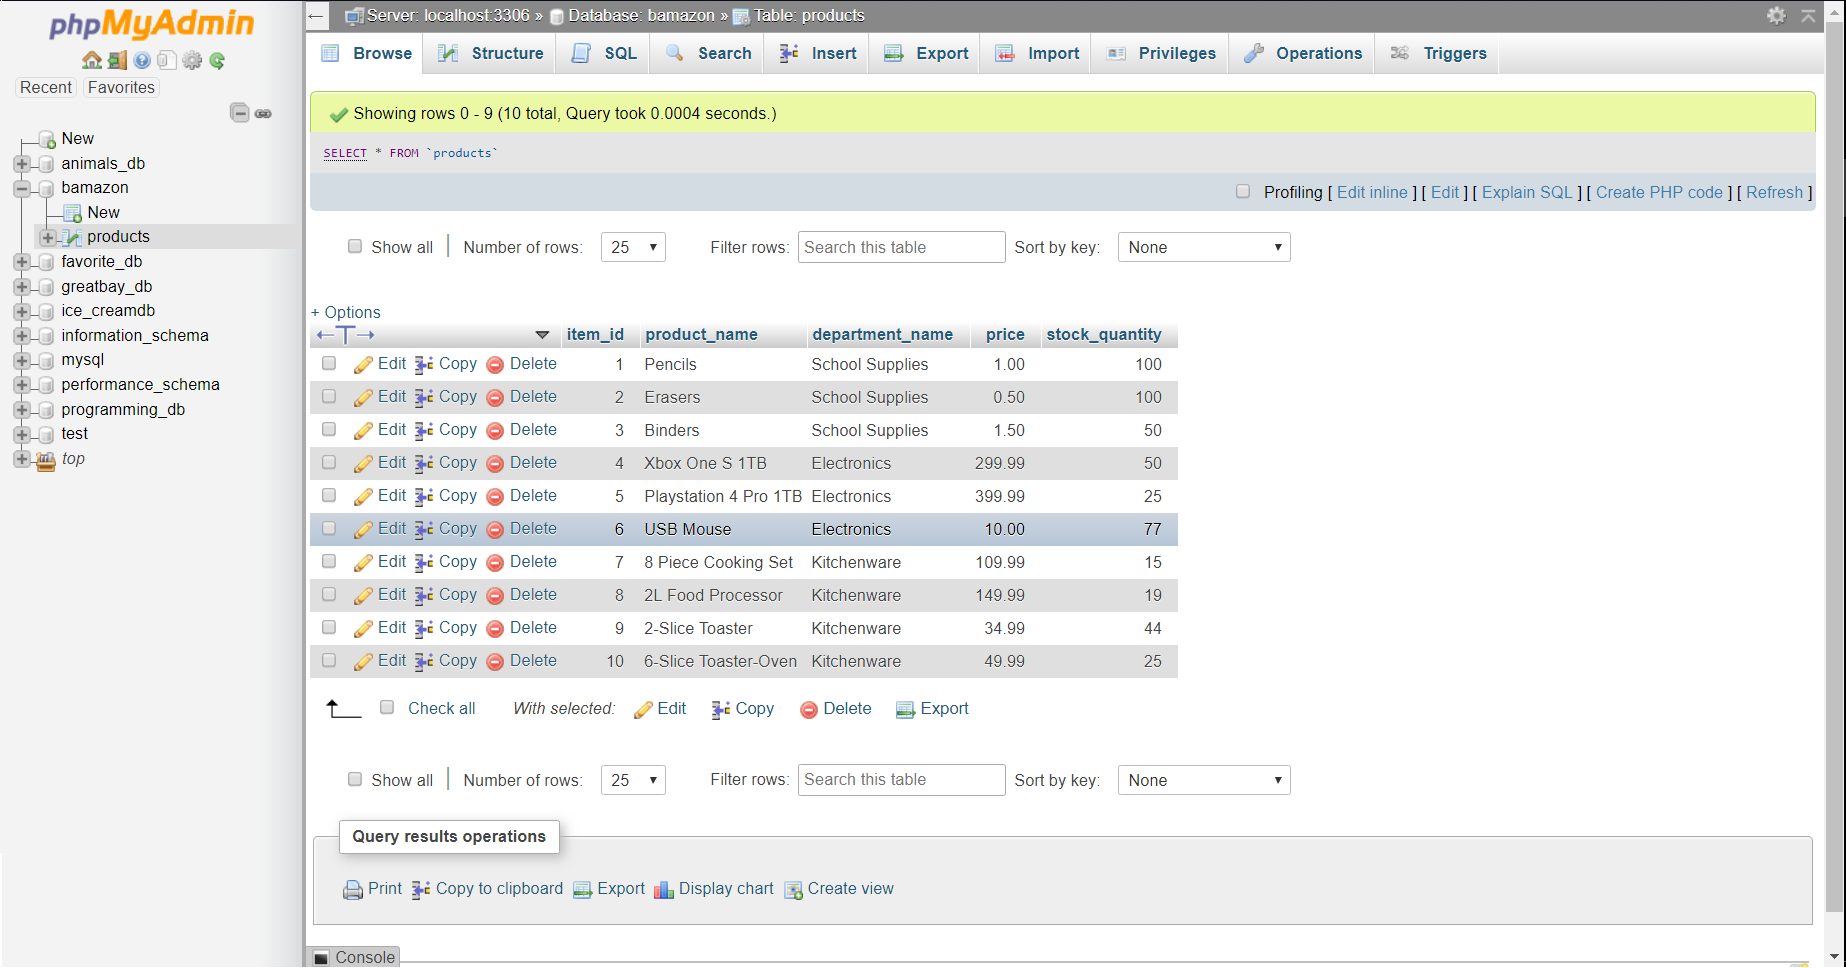 phpMyAdmin
Recent Favorites
New
animals_db
bamazon
New
products
favorite_db
greatbay_db
ice_creamdb
information_schema
mysql
performance_schema
programming_db
test
top
Server: localhost:3306 » Database: bamazon » Table: products
Browse Structure SQL Search Insert Export Import Privileges Operations Triggers
Showing rows 0 - 9 (10 total, Query took 0.0004 seconds.)
SELECT * FROM `products`
Profiling [ Edit inline ] [ Edit ] [ Explain SQL ] [ Create PHP code ] [ Refresh ]
Show all Number of rows: 25 Filter rows: Search this table Sort by key: None
+ Options
item_id product_name department_name price stock_quantity
Edit Copy Delete 1 Pencils School Supplies 1.00 100
Edit Copy Delete 2 Erasers School Supplies 0.50 100
Edit Copy Delete 3 Binders School Supplies 1.50 50
Edit Copy Delete 4 Xbox One S 1TB Electronics 299.99 50
Edit Copy Delete 5 Playstation 4 Pro 1TB Electronics 399.99 25
Edit Copy Delete 6 USB Mouse Electronics 10.00 77
Edit Copy Delete 7 8 Piece Cooking Set Kitchenware 109.99 15
Edit Copy Delete 8 2L Food Processor Kitchenware 149.99 19
Edit Copy Delete 9 2-Slice Toaster Kitchenware 34.99 44
Edit Copy Delete 10 6-Slice Toaster-Oven Kitchenware 49.99 25
Check all With selected: Edit Copy Delete Export
Show all Number of rows: 25 Filter rows: Search this table Sort by key: None
Query results operations
Print Copy to clipboard Export Display chart Create view
Console